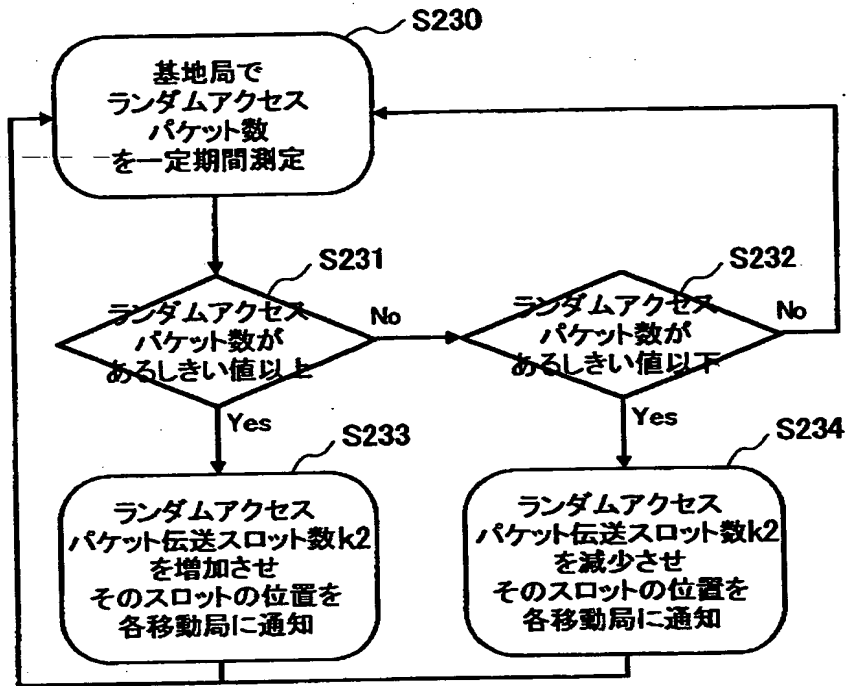 S230
基地局で
ランダムアクセス
パケット数
を一定期間測定
S231
ランダムアクセス
パケット数が
あるしきい値以上
No
Yes
S232
ランダムアクセス
パケット数が
あるしきい値以下
No
Yes
S233
ランダムアクセス
パケット伝送スロット数k2
を増加させ
そのスロットの位置を
各移動局に通知
S234
ランダムアクセス
パケット伝送スロット数k2
を減少させ
そのスロットの位置を
各移動局に通知